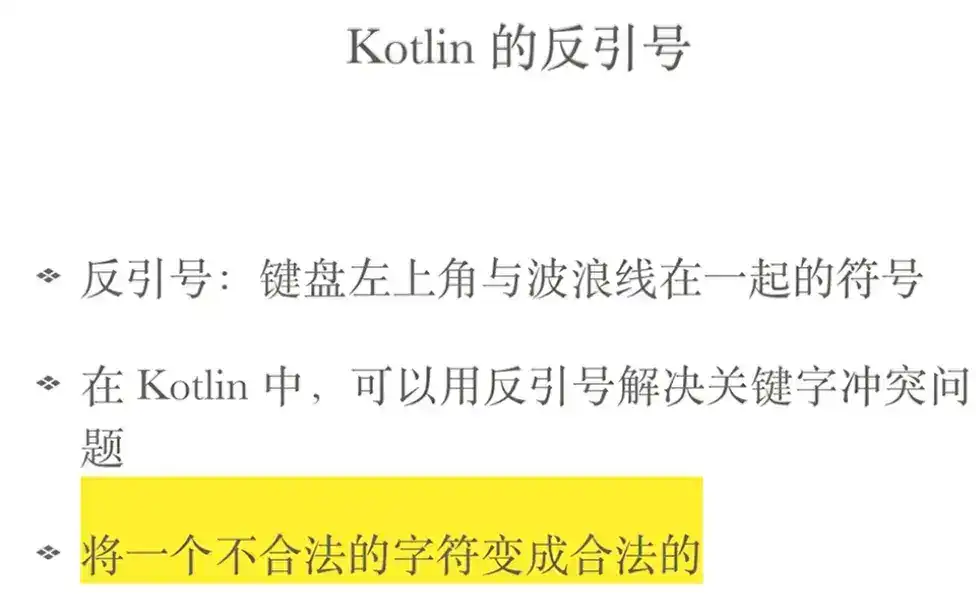 Kotlin 的反引号
❖ 反引号：键盘左上角与波浪线在一起的符号
❖ 在 Kotlin 中，可以用反引号解决关键字冲突问
题
❖ 将一个不合法的字符变成合法的